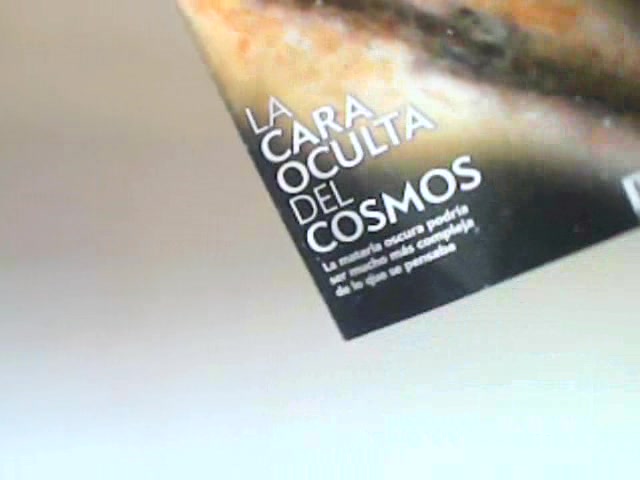 LA
CARA
OCULTA
DEL
COSMOS
La materia oscura podría
ser mucho más compleja
de lo que se pensaba